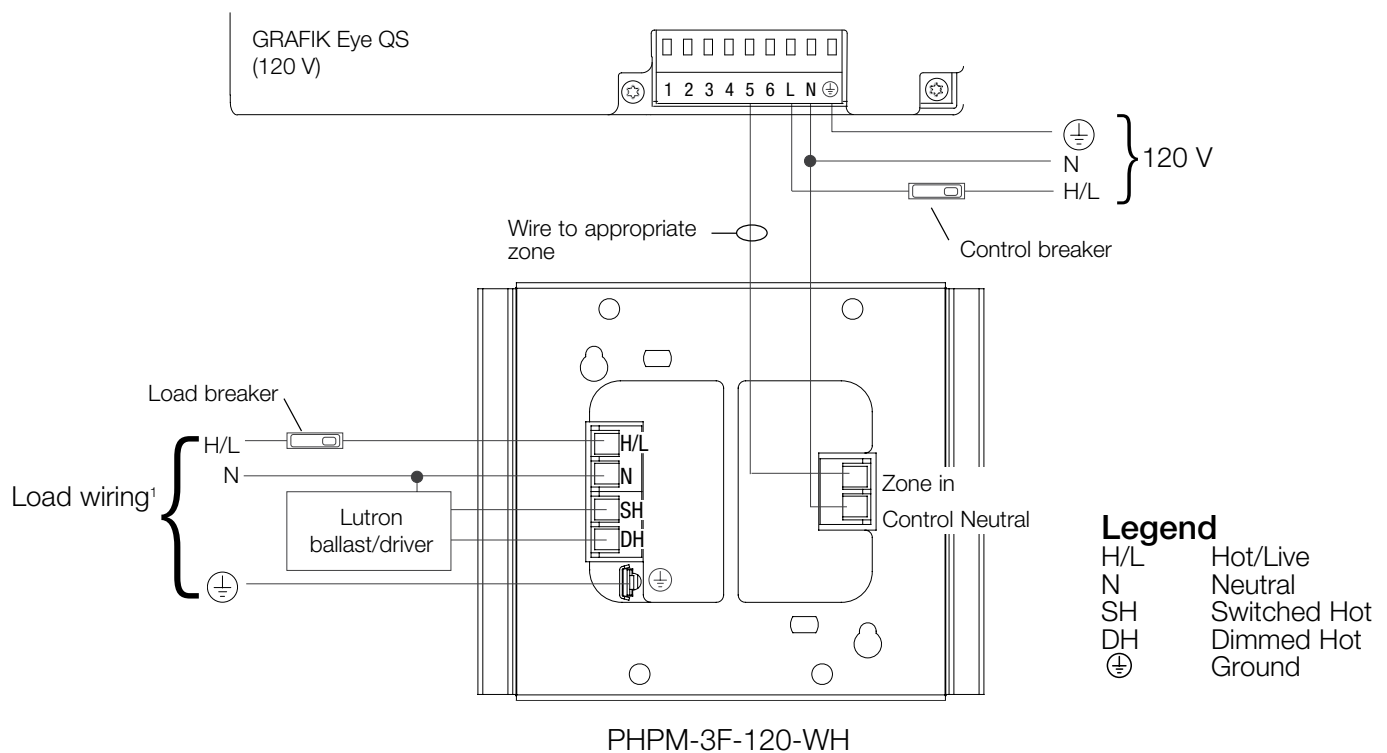 GRAFIK Eye QS
(120 V)
1 2 3 4 5 6 L N
N
H/L
120 V
Wire to appropriate
zone
Control breaker
Load breaker
H/L
N
Load wiring¹
Lutron
ballast/driver
H/L
N
SH
DH
Zone in
Control Neutral
Legend
H/L Hot/Live
N Neutral
SH Switched Hot
DH Dimmed Hot
⏚ Ground
PHPM-3F-120-WH